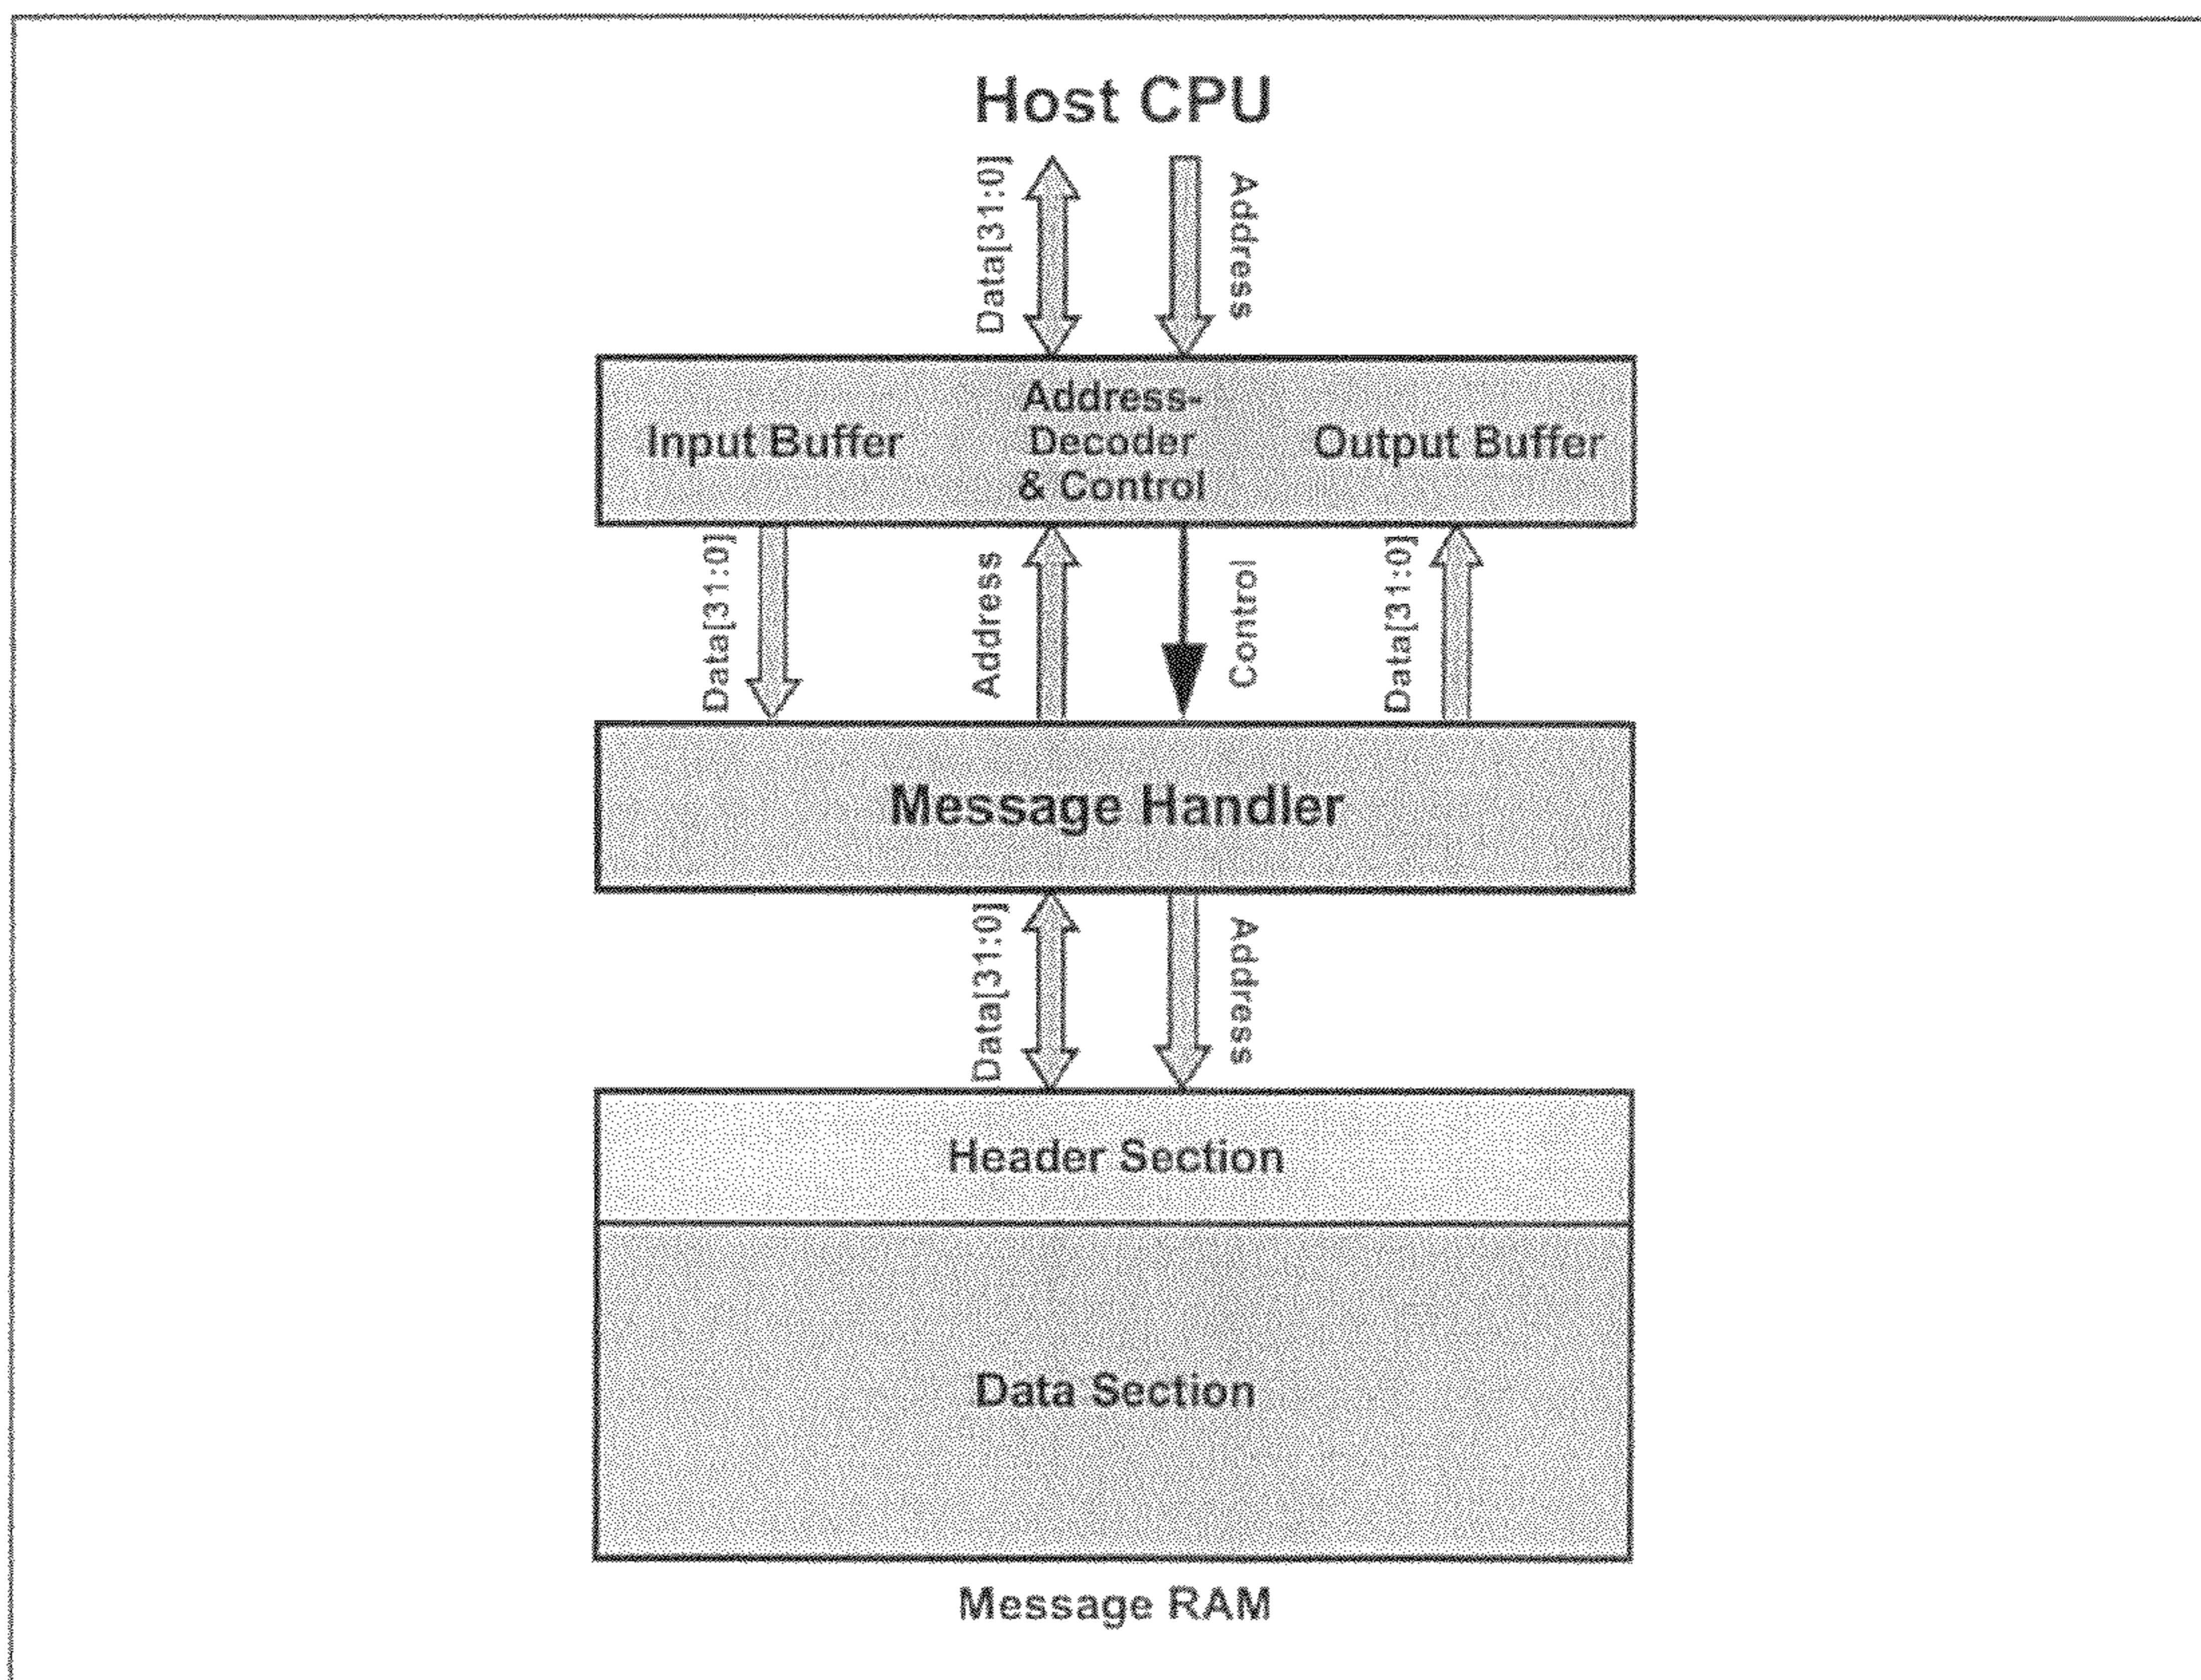 Host CPU
Data[31:0]
Address
Input Buffer
Address-
Decoder
& Control
Output Buffer
Data[31:0]
Address
Control
Data[31:0]
Message Handler
Data[31:0]
Address
Header Section
Data Section
Message RAM